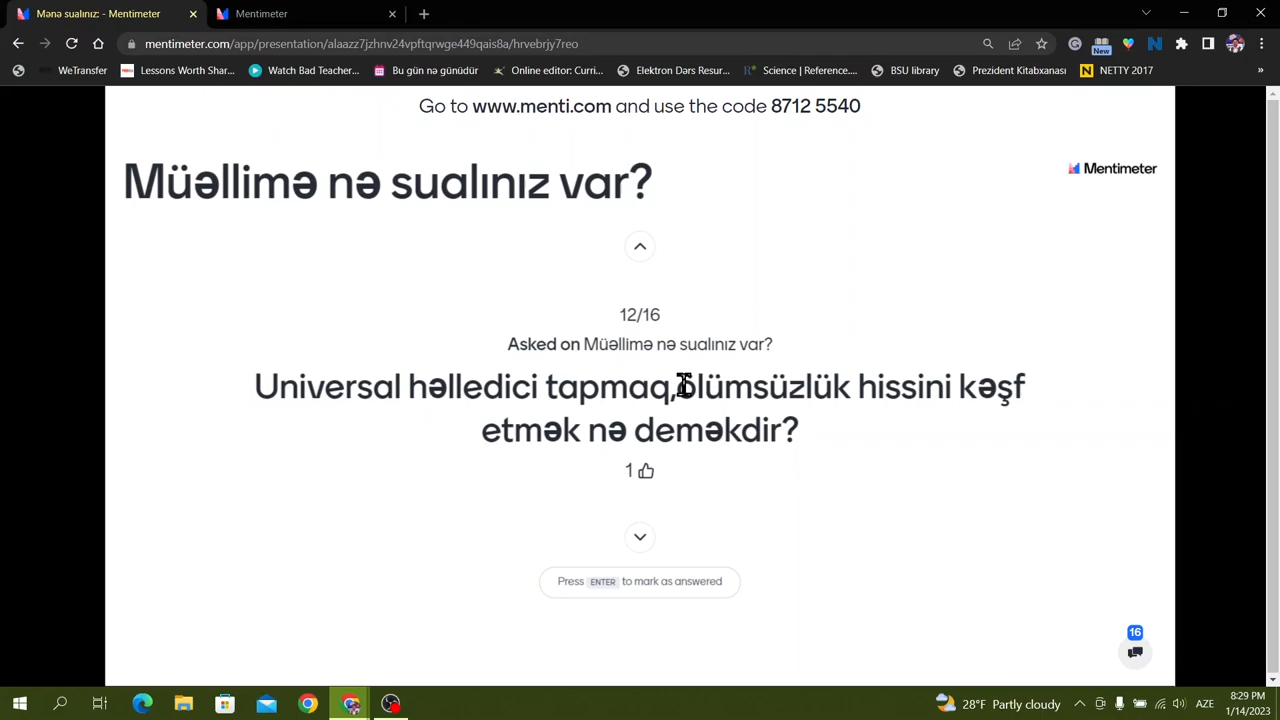 Mənə sualınız - Mentimeter
Mentimeter
mentimeter.com/app/presentation/alaazz7jzhnv24vpftqrwge449qais8a/hrvebrjy7reo
New
WeTransfer
Lessons Worth Shar...
Watch Bad Teacher...
Bu gün nə günüdür
Online editor: Curri...
Elektron Dərs Resur...
Science | Reference....
BSU library
Prezident Kitabxanası
NETTY 2017
»
Go to www.menti.com and use the code 8712 5540
Müəllimə nə sualınız var?
Mentimeter
12/16
Asked on Müəllimə nə sualınız var?
Universal həlledici tapmaq,ölümsüzlük hissini kəşf
etmək nə deməkdir?
1
Press ENTER to mark as answered
16
28°F Partly cloudy
AZE
8:29 PM
1/14/2023